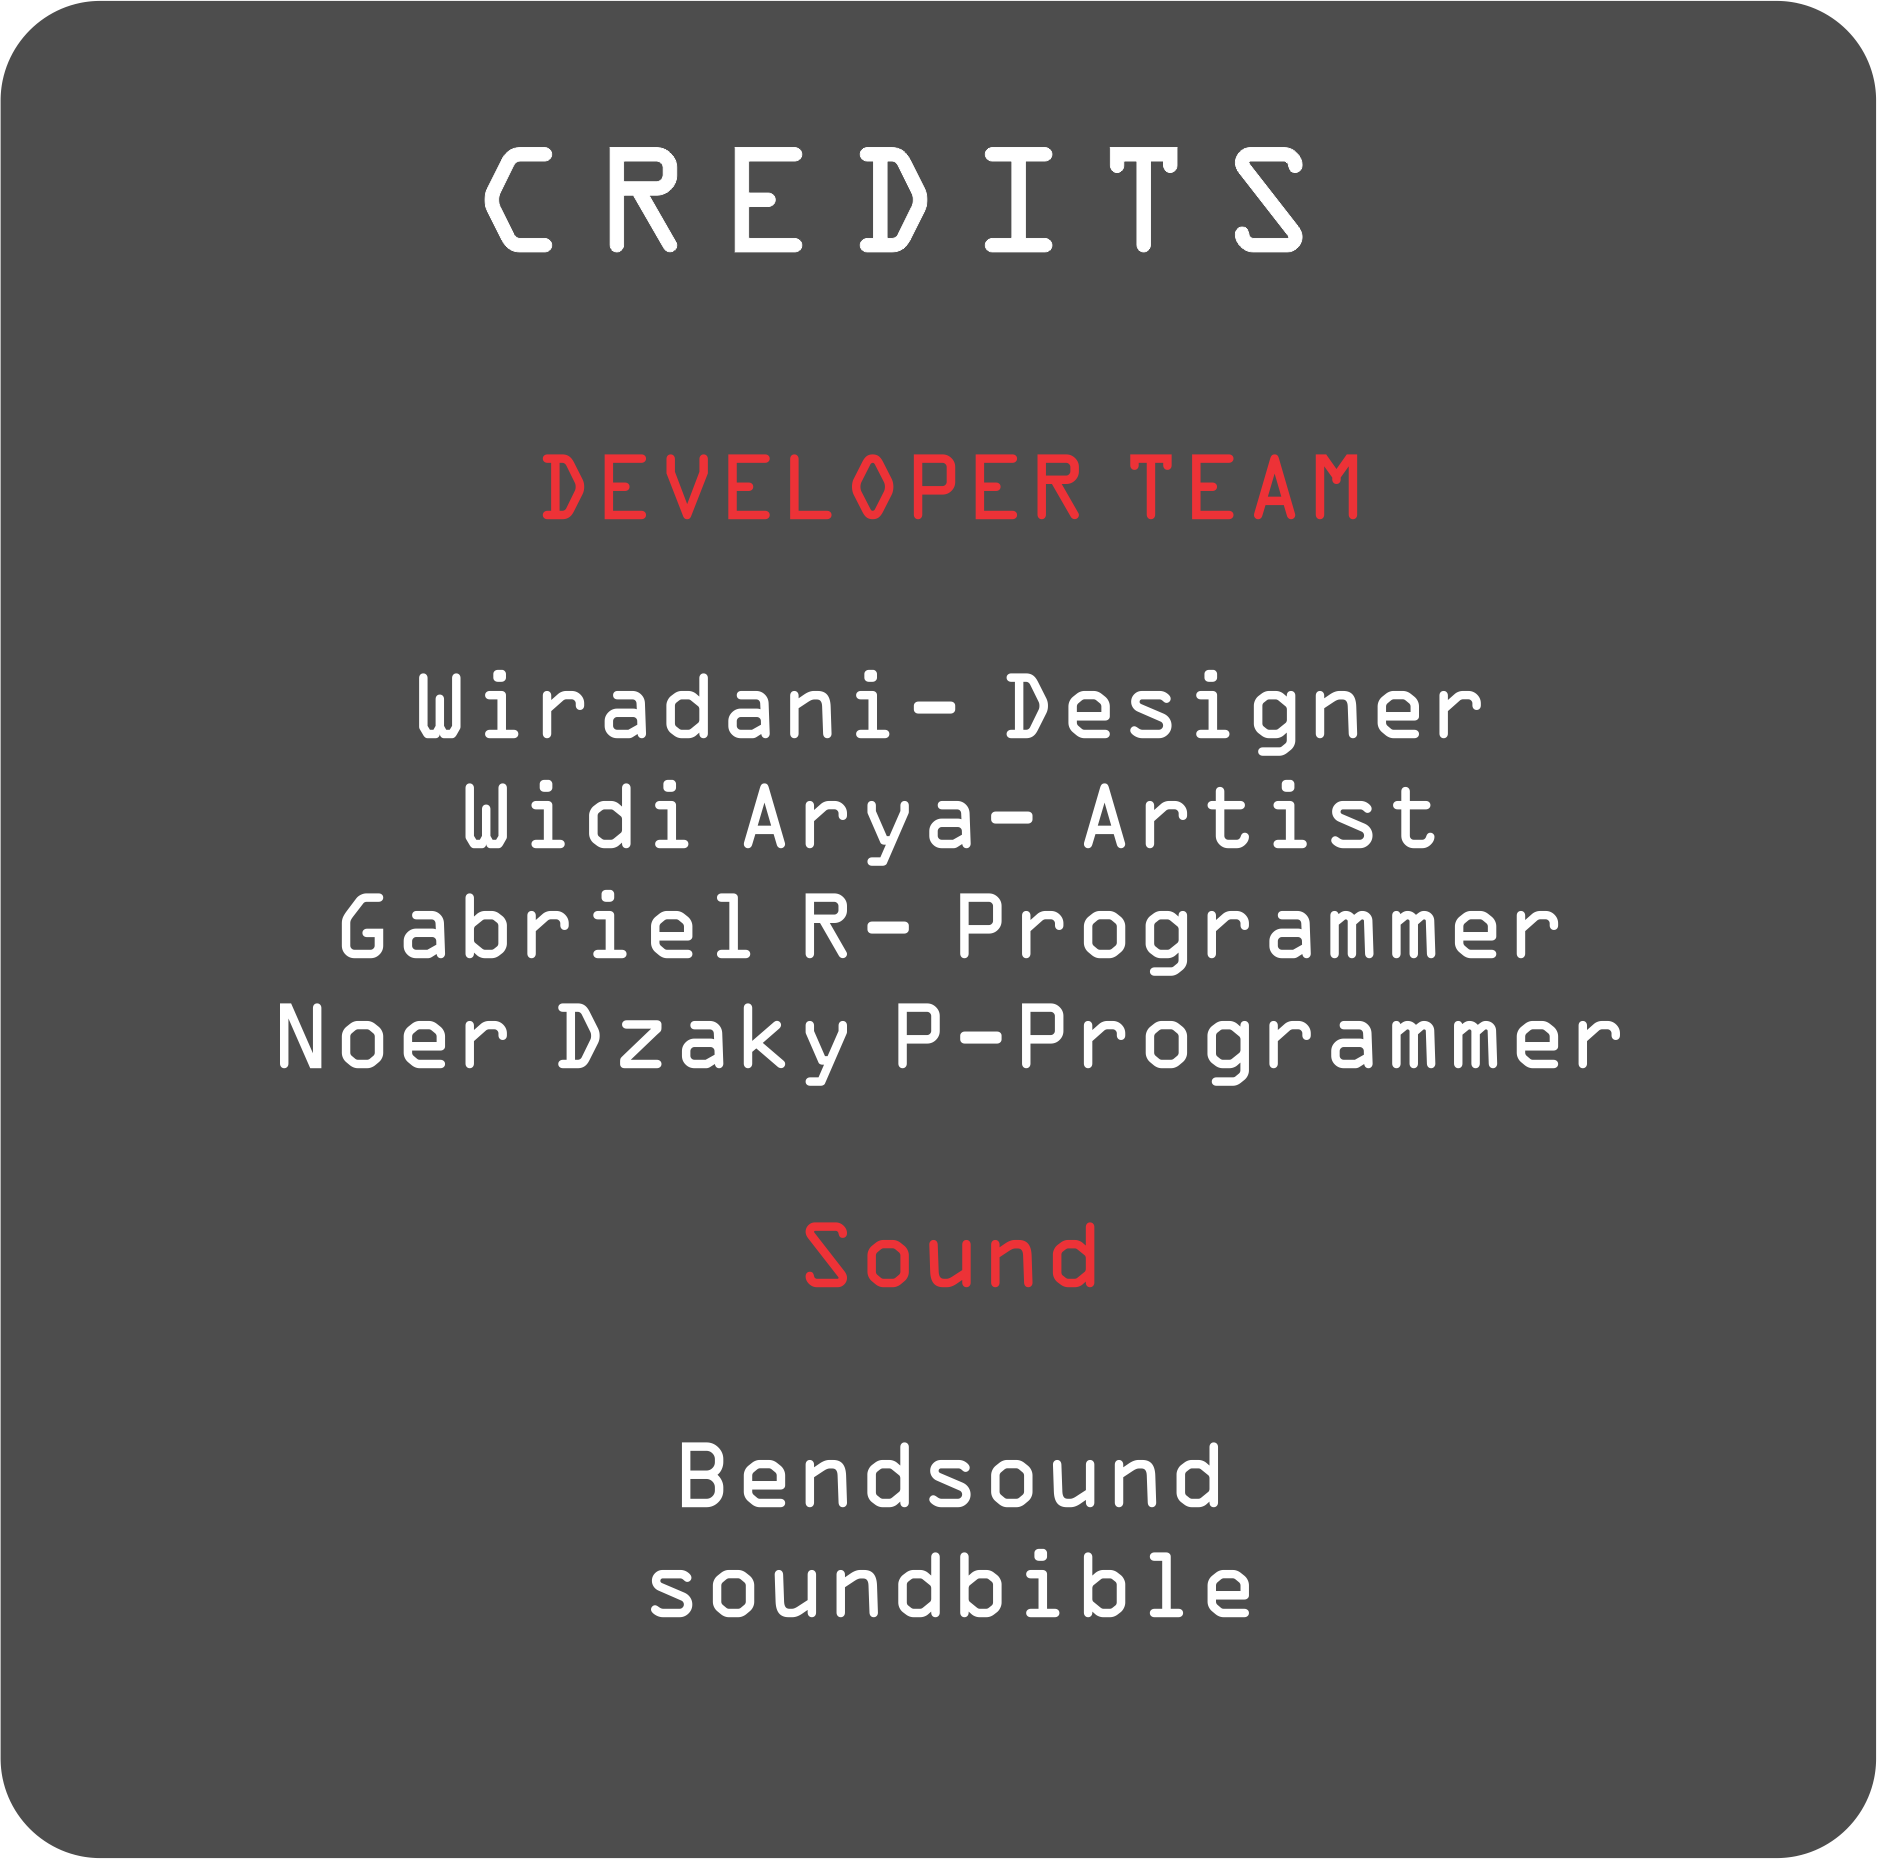 CREDITS
DEVELOPER TEAM
Wiradani- Designer
Widi Arya- Artist
Gabriel R- Programmer
Noer Dzaky P-Programmer
Sound
Bendsound
soundbible